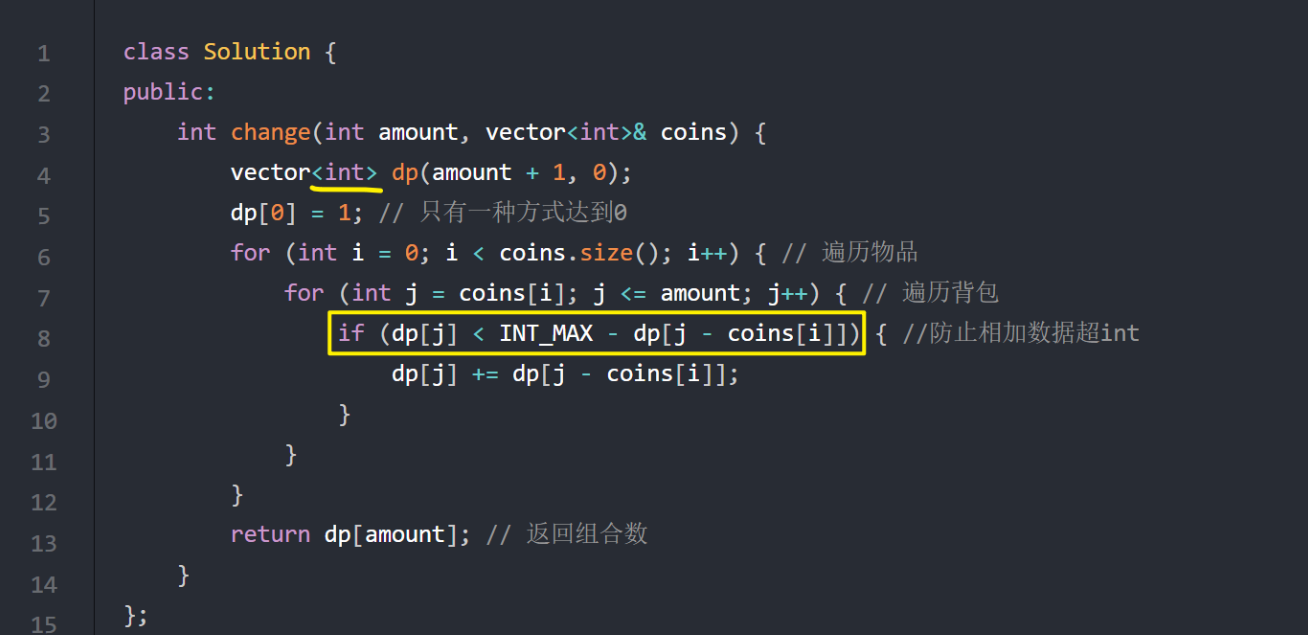 1 class Solution {
2 public:
3     int change(int amount, vector<int>& coins) {
4         vector<int> dp(amount + 1, 0);
5         dp[0] = 1; // 只有一种方式达到0
6         for (int i = 0; i < coins.size(); i++) { // 遍历物品
7             for (int j = coins[i]; j <= amount; j++) { // 遍历背包
8                 if (dp[j] < INT_MAX - dp[j - coins[i]]) { //防止相加数据超int
9                     dp[j] += dp[j - coins[i]];
10                 }
11             }
12         }
13         return dp[amount]; // 返回组合数
14     }
15 };